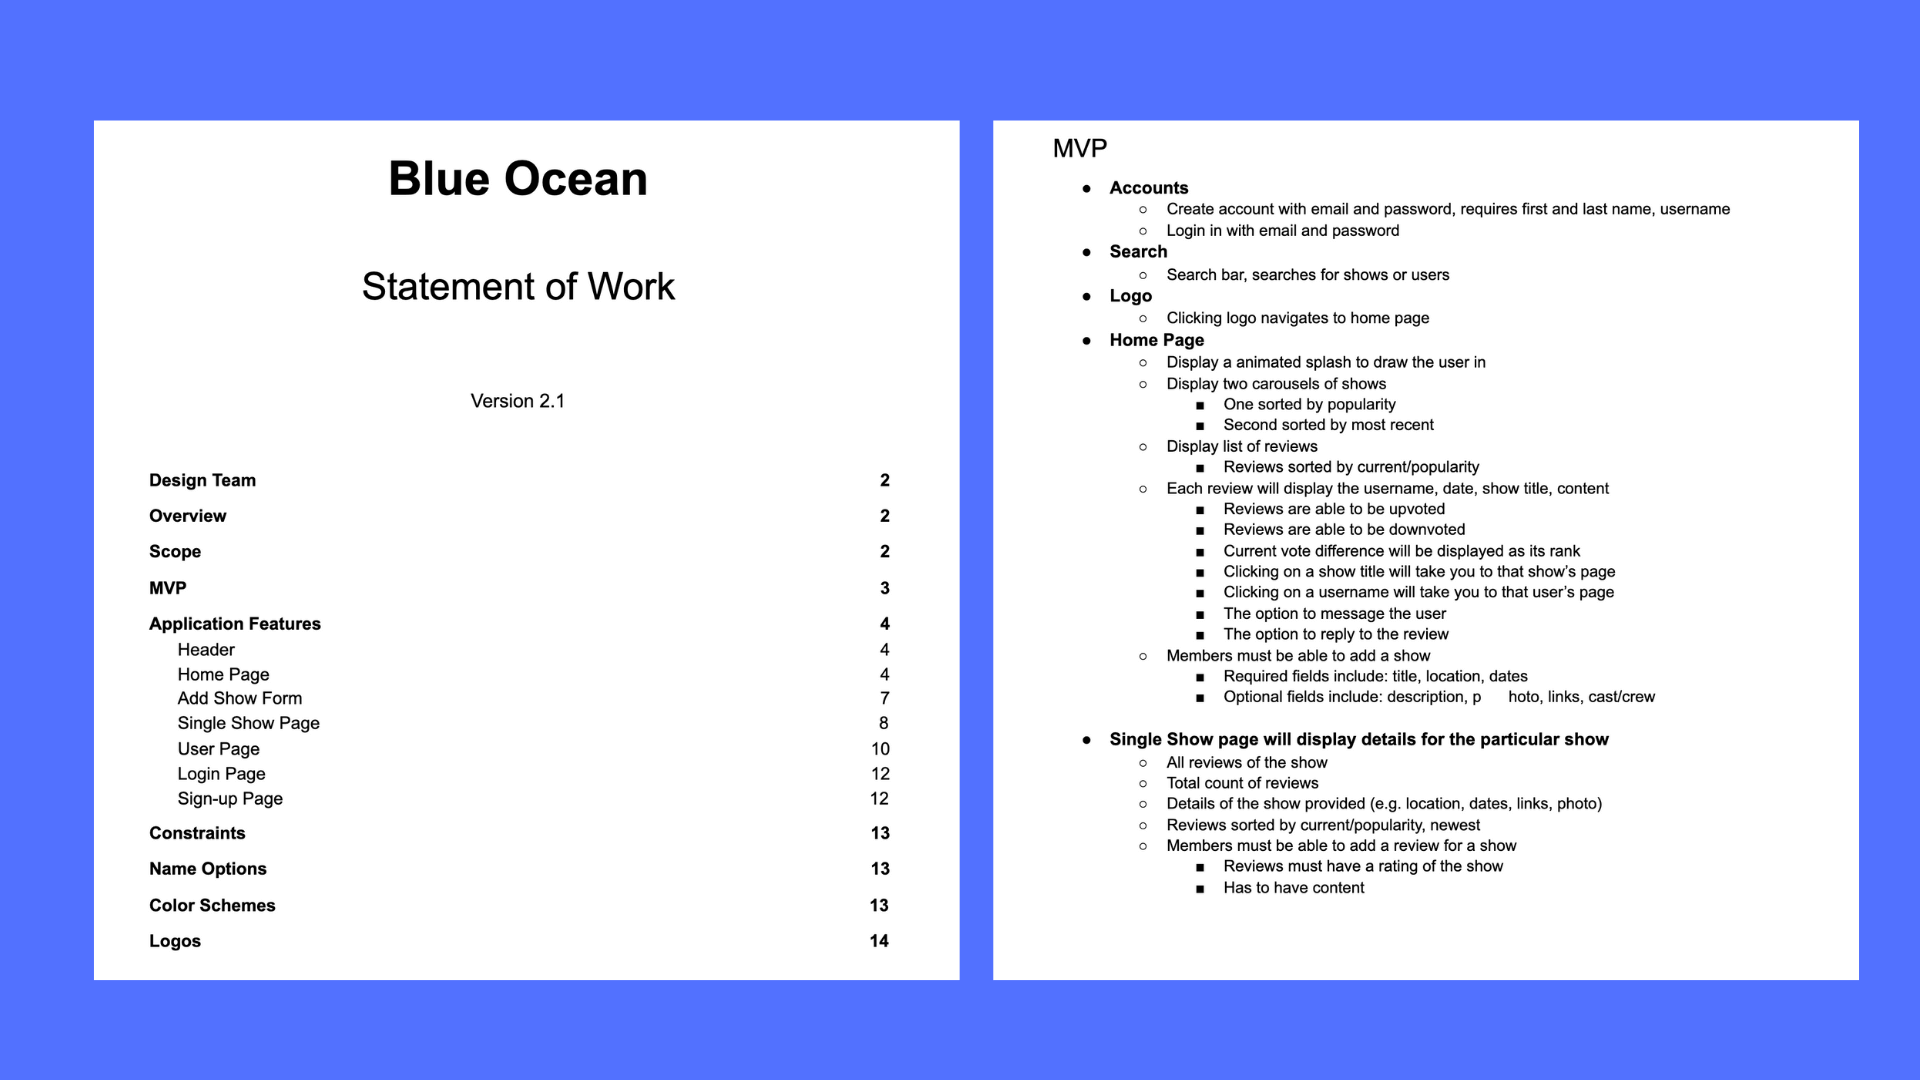 Blue Ocean
Statement of Work
Version 2.1
Design Team 2
Overview 2
Scope 2
MVP 3
Application Features 4
Header 4
Home Page 4
Add Show Form 7
Single Show Page 8
User Page 10
Login Page 12
Sign-up Page 12
Constraints 13
Name Options 13
Color Schemes 13
Logos 14
MVP
● Accounts
○ Create account with email and password, requires first and last name, username
○ Login in with email and password
● Search
○ Search bar, searches for shows or users
● Logo
○ Clicking logo navigates to home page
● Home Page
○ Display a animated splash to draw the user in
○ Display two carousels of shows
■ One sorted by popularity
■ Second sorted by most recent
○ Display list of reviews
■ Reviews sorted by current/popularity
○ Each review will display the username, date, show title, content
■ Reviews are able to be upvoted
■ Reviews are able to be downvoted
■ Current vote difference will be displayed as its rank
■ Clicking on a show title will take you to that show’s page
■ Clicking on a username will take you to that user’s page
■ The option to message the user
■ The option to reply to the review
○ Members must be able to add a show
■ Required fields include: title, location, dates
■ Optional fields include: description, p hoto, links, cast/crew
● Single Show page will display details for the particular show
○ All reviews of the show
○ Total count of reviews
○ Details of the show provided (e.g. location, dates, links, photo)
○ Reviews sorted by current/popularity, newest
○ Members must be able to add a review for a show
■ Reviews must have a rating of the show
■ Has to have content